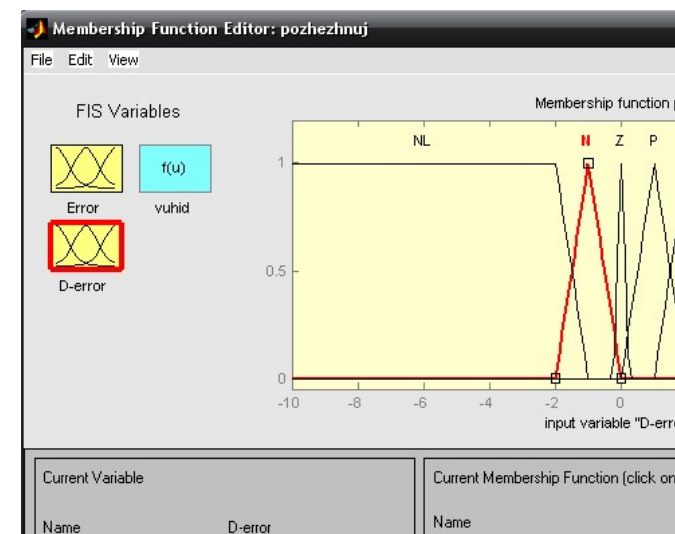 Membership Function Editor: pozhezhnuj
File Edit View
FIS Variables
Membership function
NL N Z P
f(u)
Error vuhid
D-error
1
0.5
0
-10 -8 -6 -4 -2 0
input variable "D-err
Current Variable
Name D-error
Current Membership Function (click on
Name